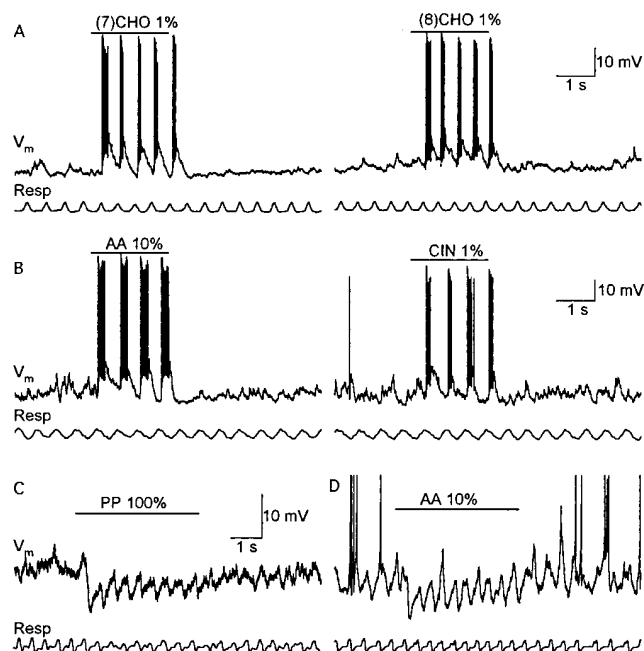 A
(7)CHO 1%
(8)CHO 1%
10 mV
1 s
Vm
Resp
B
AA 10%
CIN 1%
10 mV
1 s
Vm
Resp
C
PP 100%
10 mV
1 s
D
AA 10%
Vm
Resp